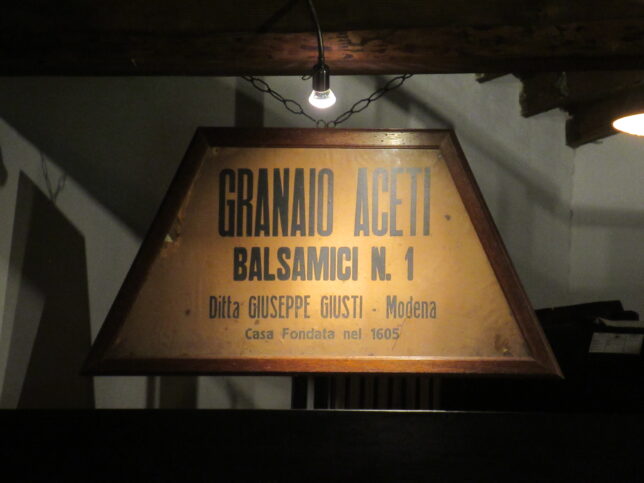 GRANAIO ACETI
BALSAMICI N. 1
Ditta GIUSEPPE GIUSTI - Modena
Casa Fondata nel 1605